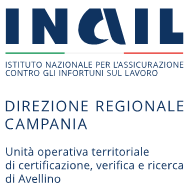 INAIL
ISTITUTO NAZIONALE PER L'ASSICURAZIONE
CONTRO GLI INFORTUNI SUL LAVORO
DIREZIONE REGIONALE
CAMPANIA
Unità operativa territoriale
di certificazione, verifica e ricerca
di Avellino